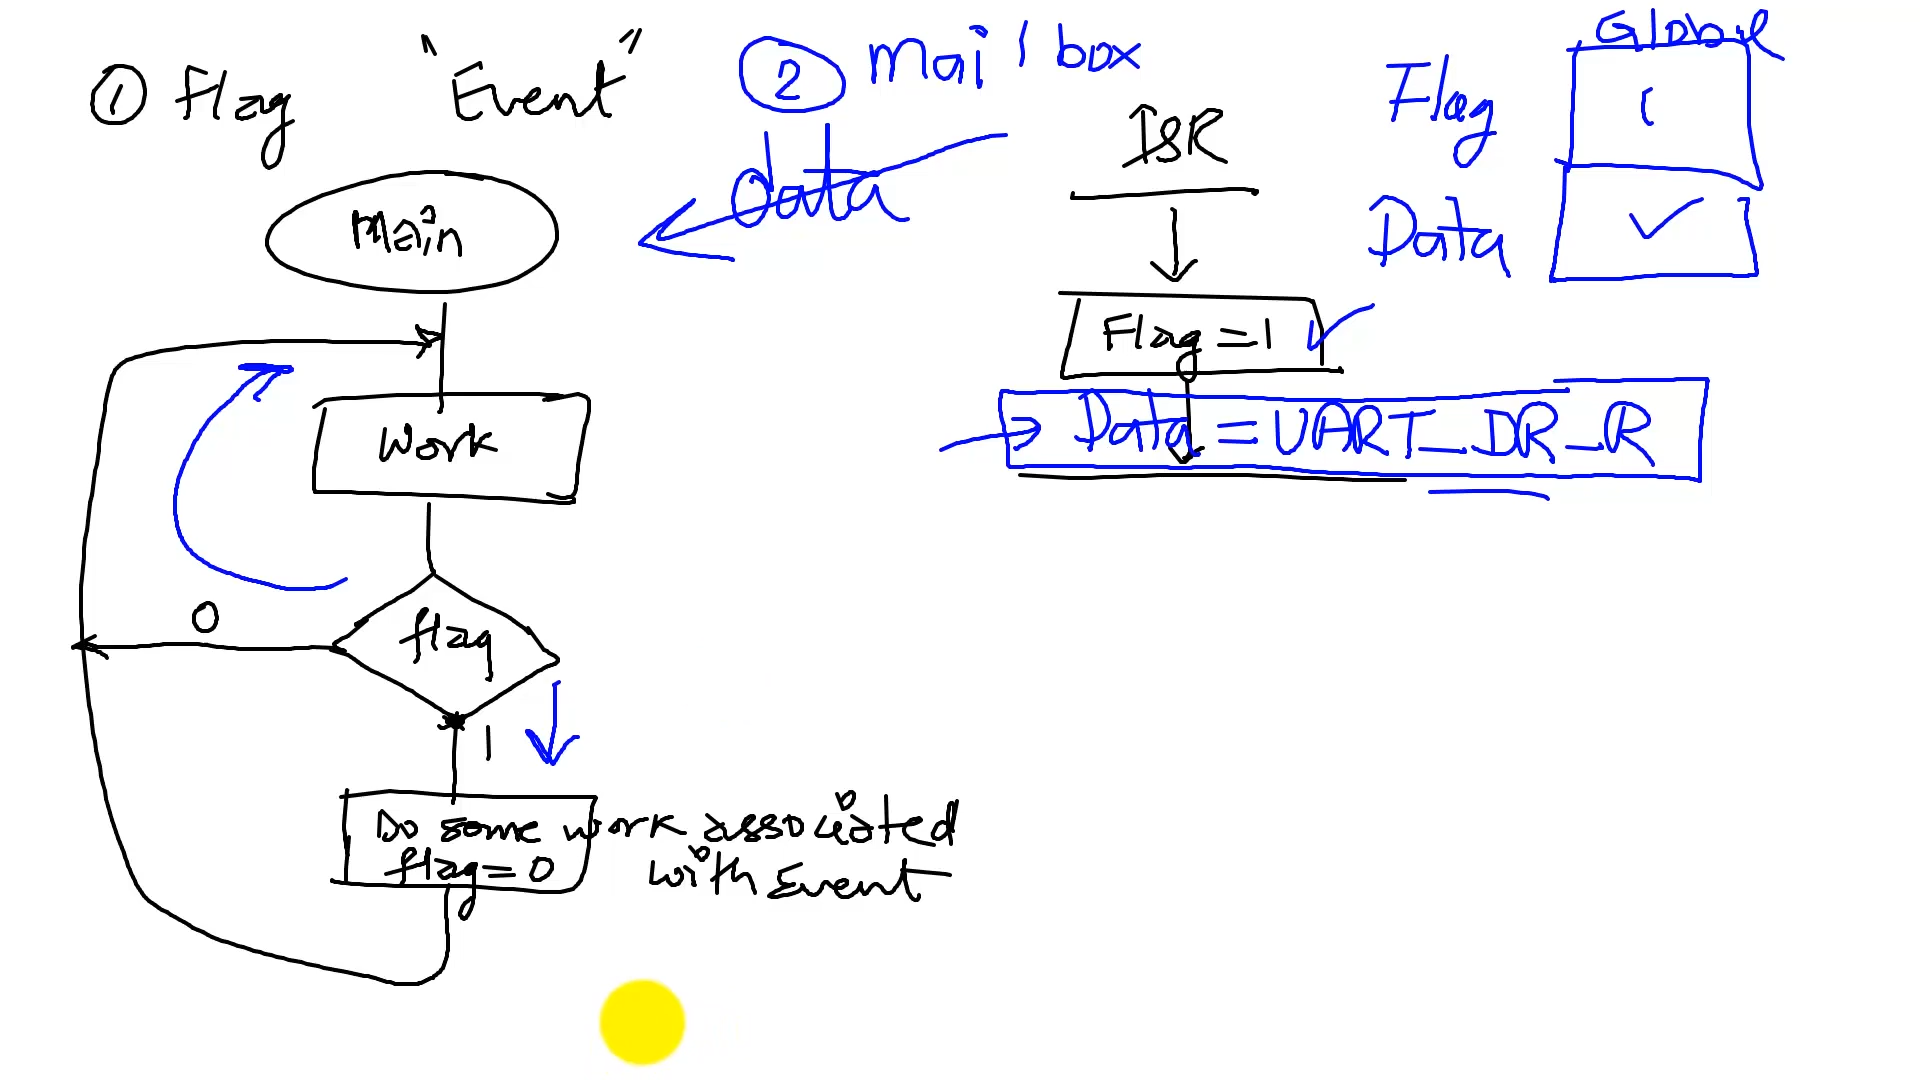 ① Flag "Event"
② Mailbox
data
Main
Work
flag
0
1
Do some work associated
flag=0 with Event
ISR
Flag=1
Data = UART_DR_R
Global
Flag 1
Data